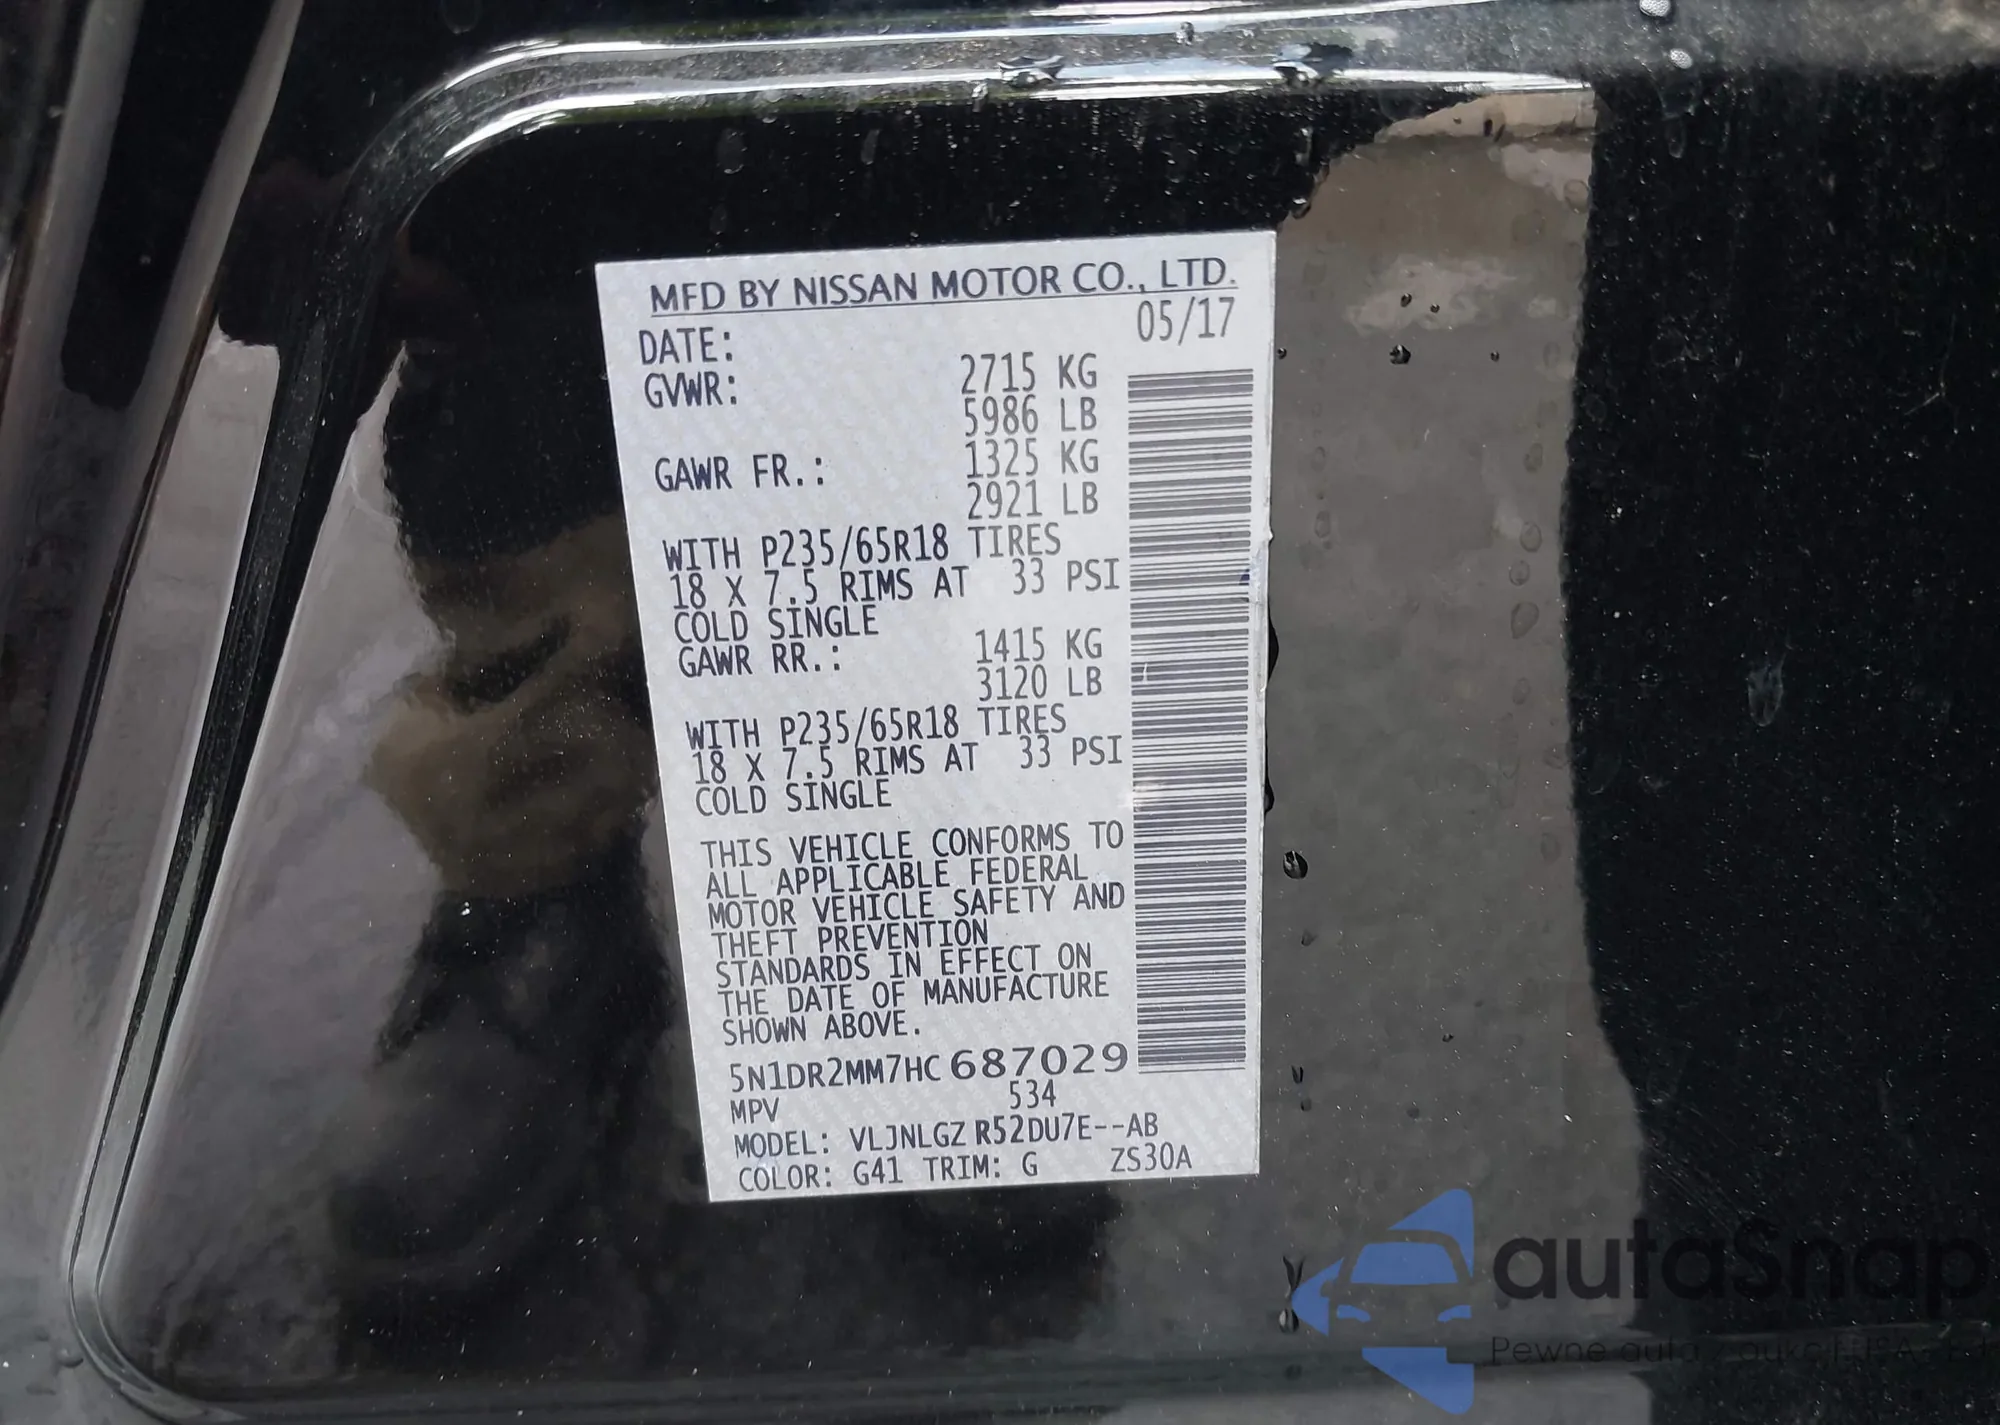 MFD BY NISSAN MOTOR CO., LTD.
DATE: 05/17
GVWR: 2715 KG
5986 LB
GAWR FR.: 1325 KG
2921 LB
WITH P235/65R18 TIRES
18 X 7.5 RIMS AT 33 PSI
COLD SINGLE
GAWR RR.: 1415 KG
3120 LB
WITH P235/65R18 TIRES
18 X 7.5 RIMS AT 33 PSI
COLD SINGLE
THIS VEHICLE CONFORMS TO
ALL APPLICABLE FEDERAL
MOTOR VEHICLE SAFETY AND
THEFT PREVENTION
STANDARDS IN EFFECT ON
THE DATE OF MANUFACTURE
SHOWN ABOVE.
5N1DR2MM7HC687029
MPV 534
MODEL: VLJNLGZ R52DU7E--AB
COLOR: G41 TRIM: G ZS30A
autaSnap
Pewne auta z